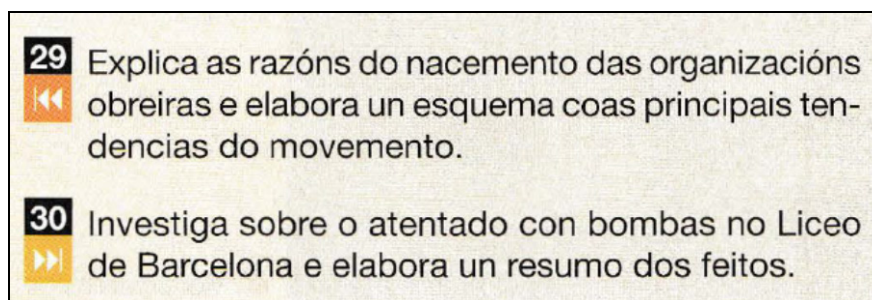 29 Explica as razóns do nacemento das organizacións
obreiras e elabora un esquema coas principais ten-
dencias do movemento.
30 Investiga sobre o atentado con bombas no Liceo
de Barcelona e elabora un resumo dos feitos.